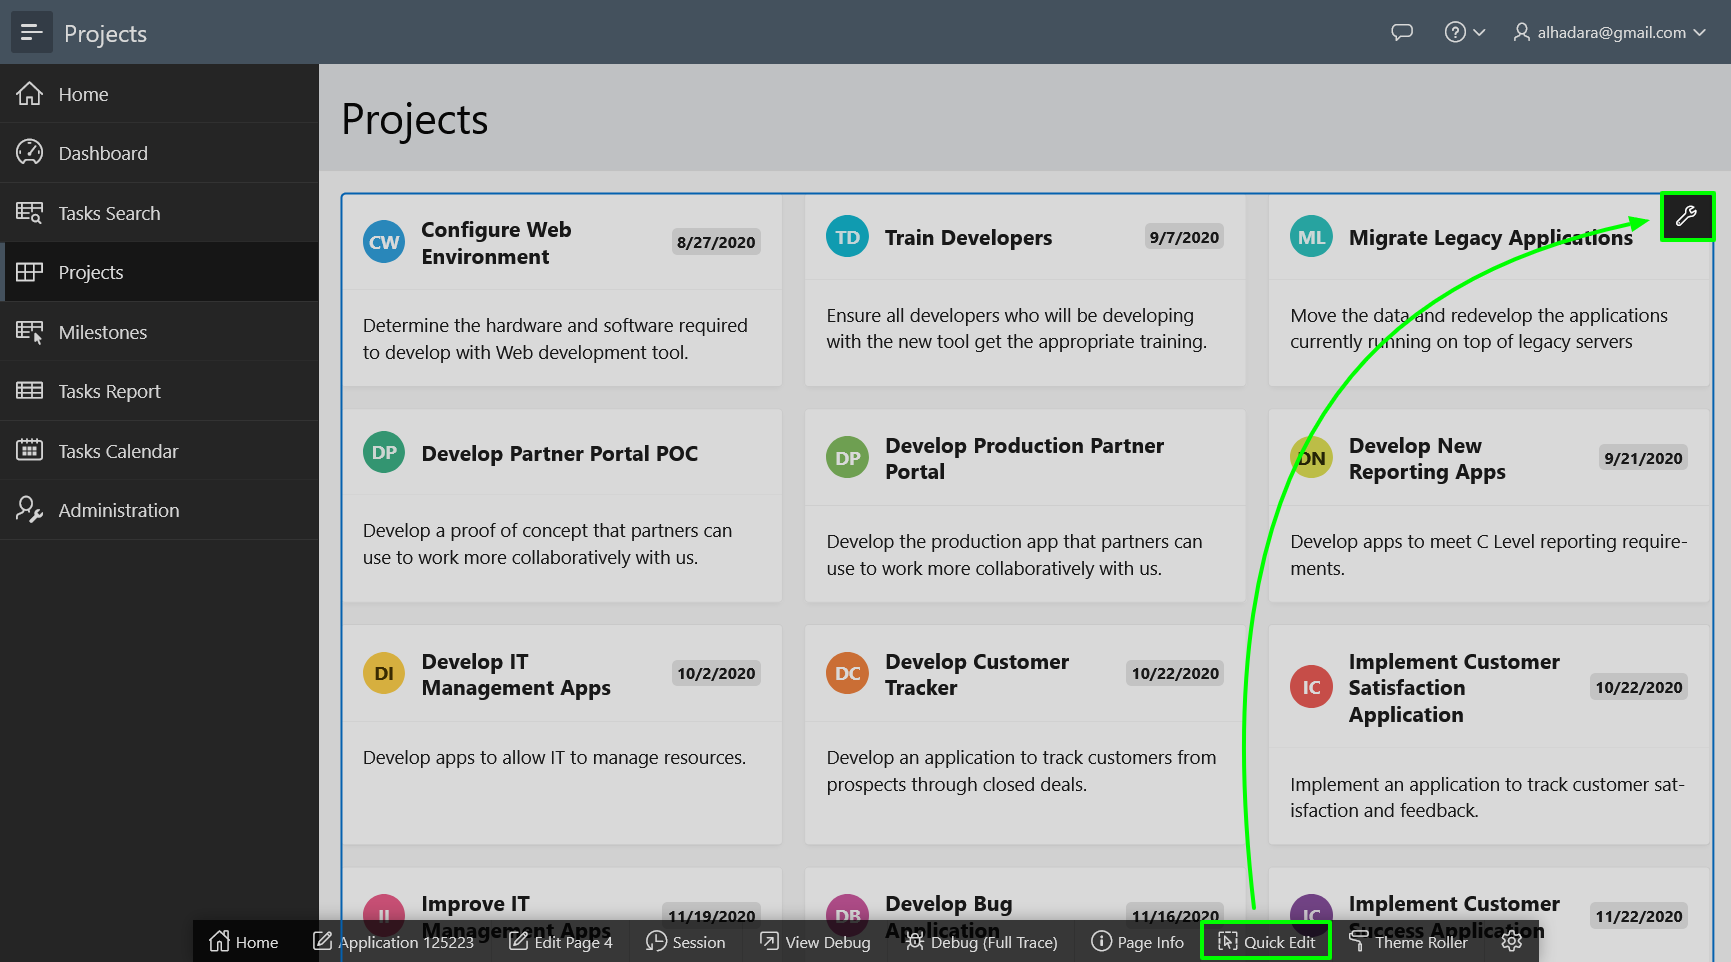 Projects
alhadara@gmail.com
Home
Dashboard
Tasks Search
Projects
Milestones
Tasks Report
Tasks Calendar
Administration
Projects
CW
Configure Web
Environment
8/27/2020
Determine the hardware and software required
to develop with Web development tool.
TD
Train Developers
9/7/2020
Ensure all developers who will be developing
with the new tool get the appropriate training.
ML
Migrate Legacy Applications
Move the data and redevelop the applications
currently running on top of legacy servers
DP
Develop Partner Portal POC
Develop a proof of concept that partners can
use to work more collaboratively with us.
DP
Develop Production Partner
Portal
Develop the production app that partners can
use to work more collaboratively with us.
DN
Develop New
Reporting Apps
9/21/2020
Develop apps to meet C Level reporting require-
ments.
DI
Develop IT
Management Apps
10/2/2020
Develop apps to allow IT to manage resources.
DC
Develop Customer
Tracker
10/22/2020
Develop an application to track customers from
prospects through closed deals.
IC
Implement Customer
Satisfaction
Application
10/22/2020
Implement an application to track customer sat-
isfaction and feedback.
II
Improve IT
Management Apps
11/19/2020
DB
Develop Bug
Application
11/16/2020
IC
Implement Customer
Success Application
11/22/2020
Home
Application 125223
Edit Page 4
Session
View Debug
Debug (Full Trace)
Page Info
Quick Edit
Theme Roller